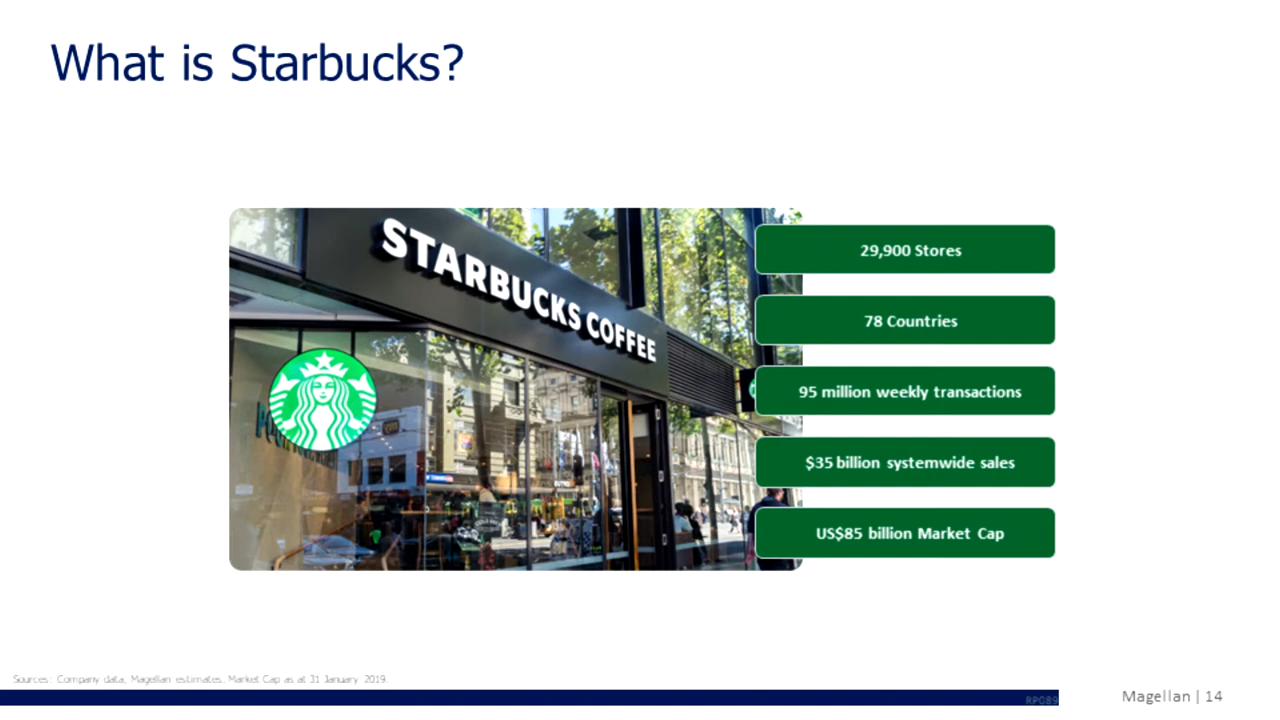 What is Starbucks?
STARBUCKS COFFEE
29,900 Stores
78 Countries
95 million weekly transactions
$35 billion systemwide sales
US$85 billion Market Cap
Sources: Company data, Magellan estimates. Market Cap as at 31 January 2019.
RPC89
Magellan | 14